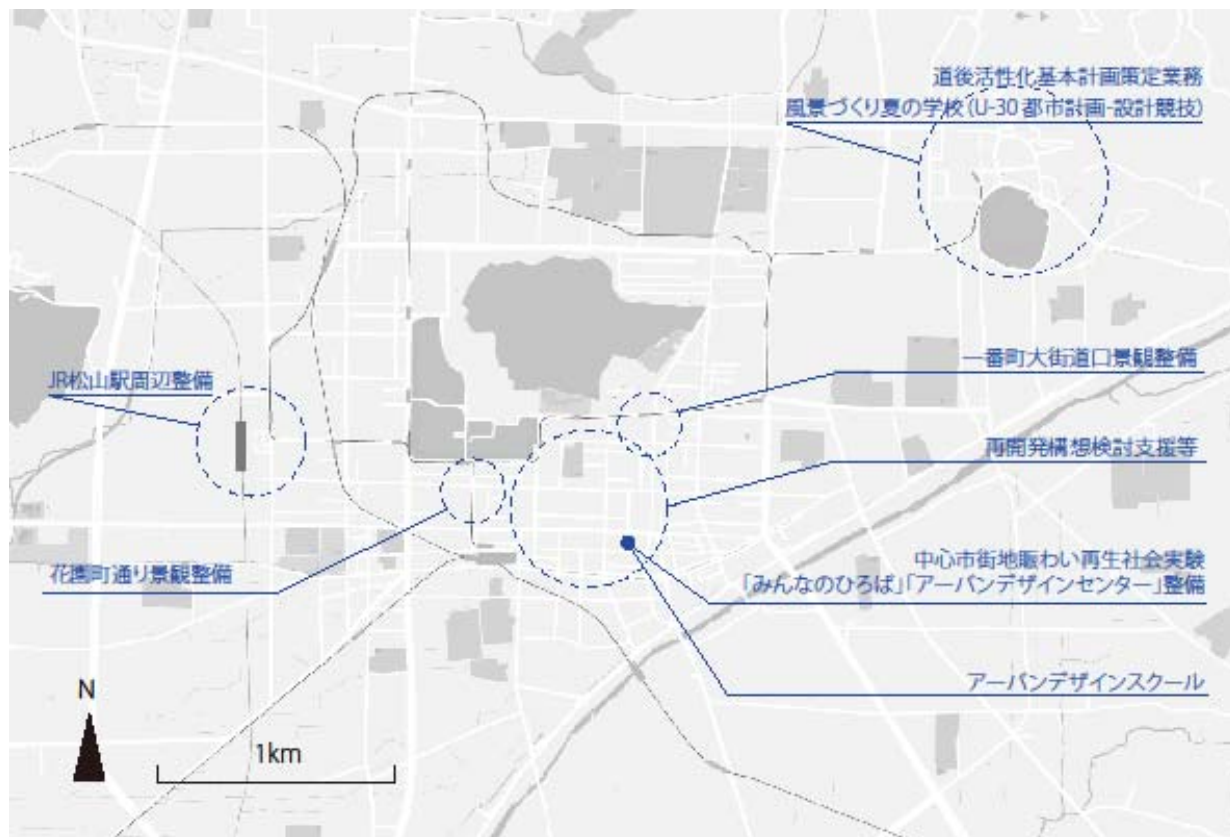 道後活性化基本計画策定業務
風景づくり夏の学校(U-30 都市計画-設計競技)
JR松山駅周辺整備
一番町大街道口景観整備
再開発構想検討支援等
花園町通り景観整備
中心市街地賑わい再生社会実験
「みんなのひろば」「アーバンデザインセンター」整備
アーバンデザインスクール
N
1km